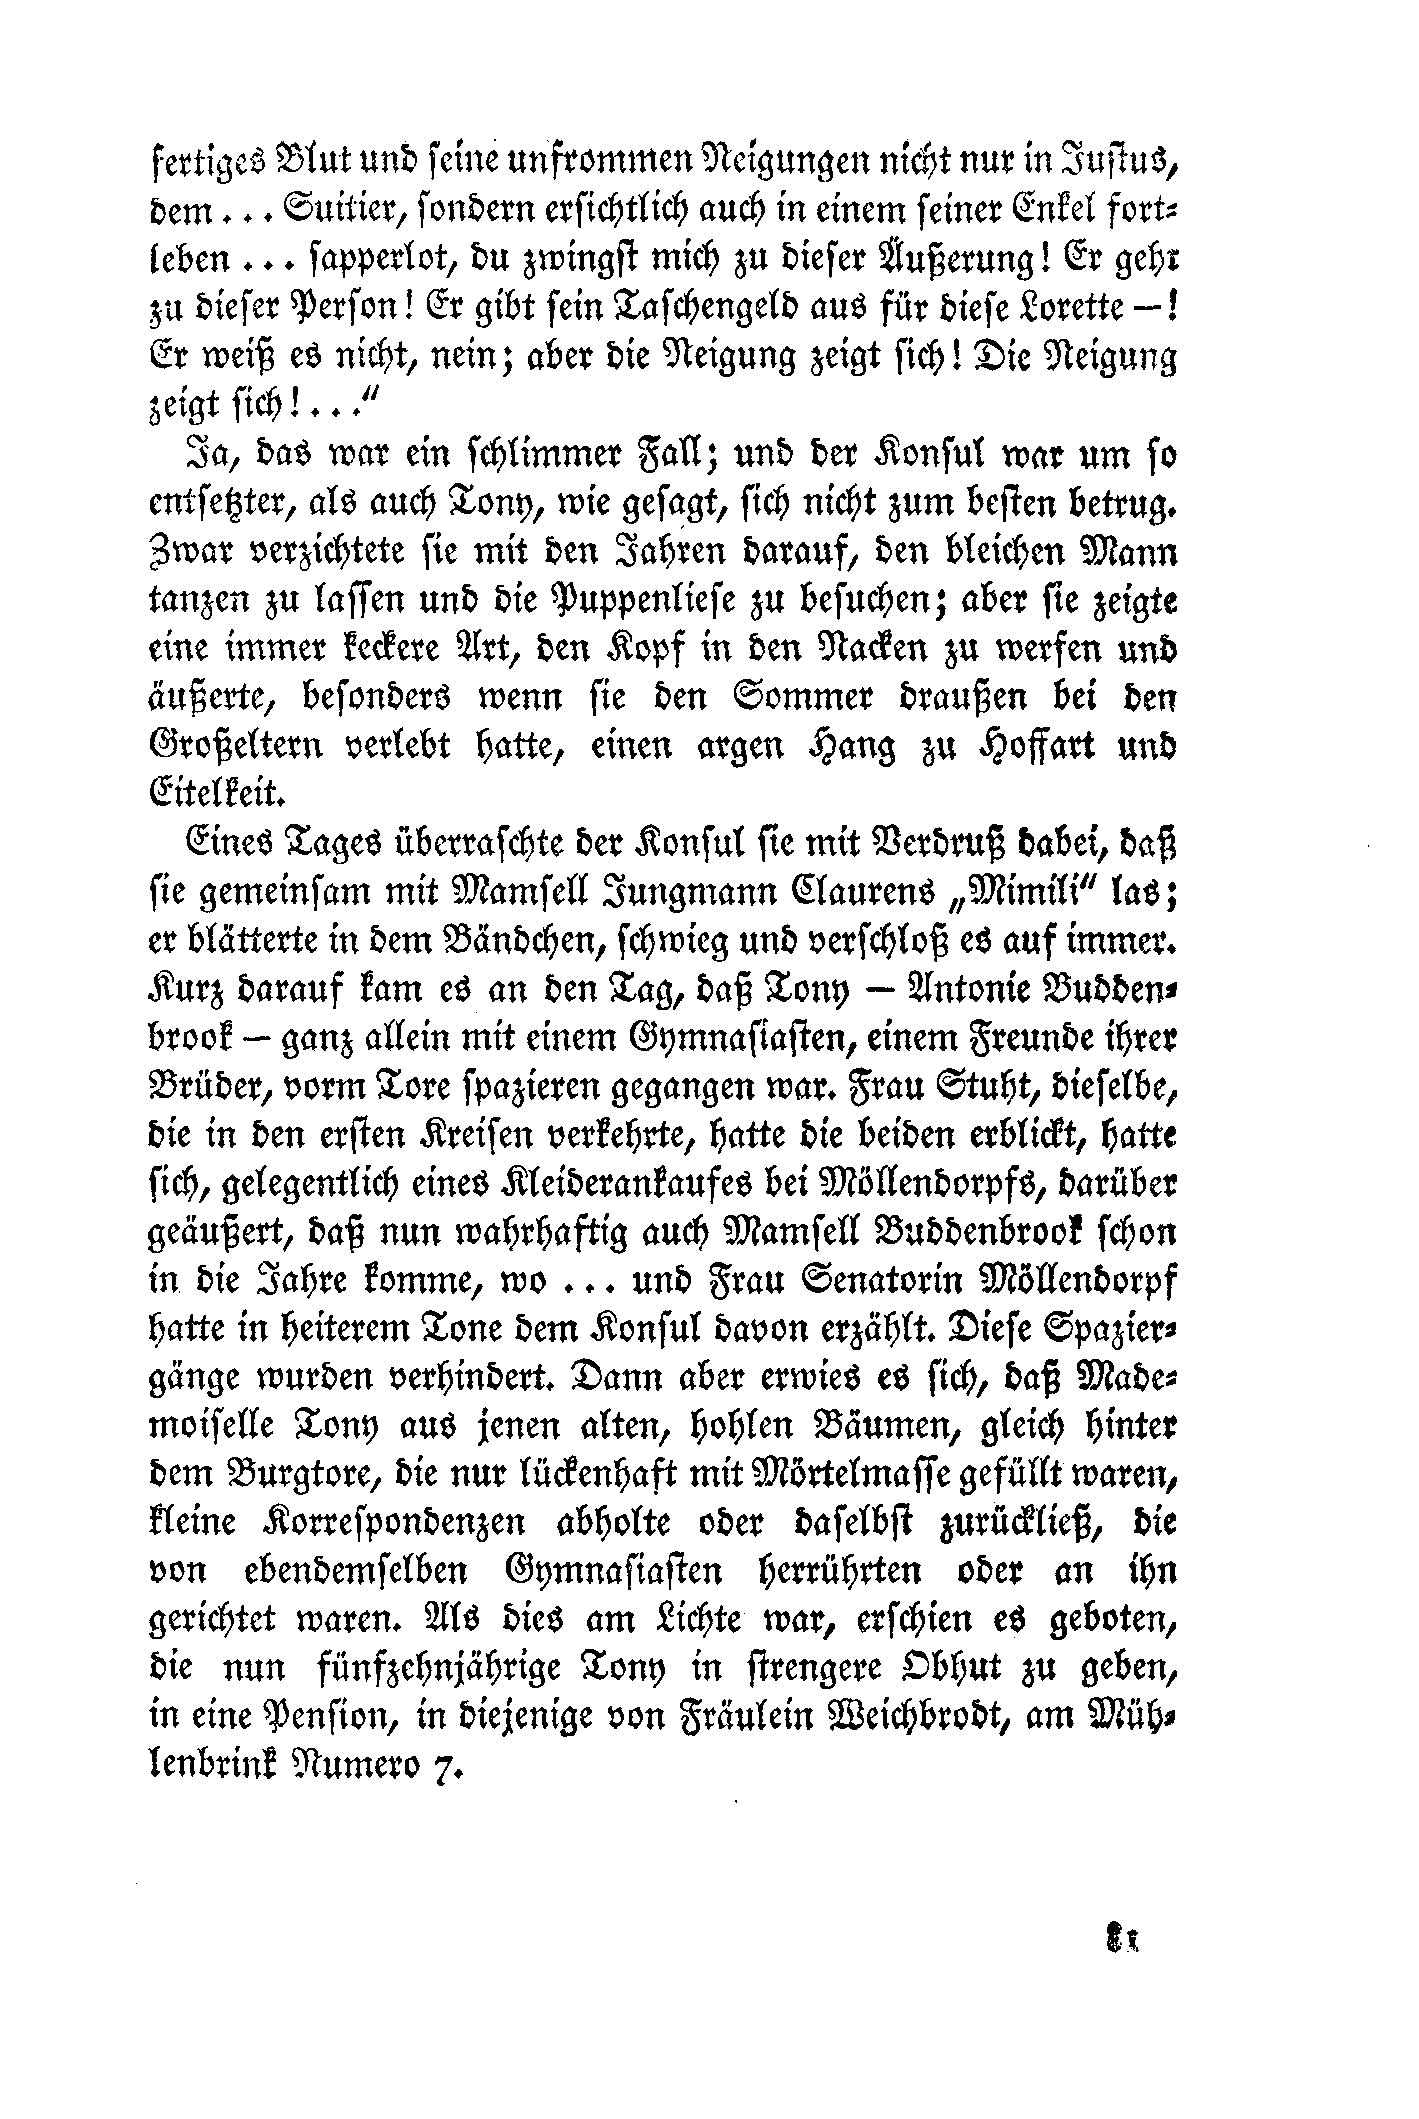 fertiges Blut und seine unfrommen Neigungen nicht nur in Justus,
dem . . . Suitier, sondern ersichtlich auch in einem seiner Enkel fort-
leben . . . sapperlot, du zwingst mich zu dieser Äußerung! Er geht
zu dieser Person! Er gibt sein Taschengeld aus für diese Lorette —!
Er weiß es nicht, nein; aber die Neigung zeigt sich! Die Neigung
zeigt sich! . . .“
Ja, das war ein schlimmer Fall; und der Konsul war um so
entsetzter, als auch Tony, wie gesagt, sich nicht zum besten betrug.
Zwar verzichtete sie mit den Jahren darauf, den bleichen Mann
tanzen zu lassen und die Puppenliese zu besuchen; aber sie zeigte
eine immer keckere Art, den Kopf in den Nacken zu werfen und
äußerte, besonders wenn sie den Sommer draußen bei den
Großeltern verlebt hatte, einen argen Hang zu Hoffart und
Eitelkeit.
Eines Tages überraschte der Konsul sie mit Verdruß dabei, daß
sie gemeinsam mit Mamsell Jungmann Claurens „Mimili“ las;
er blätterte in dem Bändchen, schwieg und verschloß es auf immer.
Kurz darauf kam es an den Tag, daß Tony — Antonie Budden-
brook — ganz allein mit einem Gymnasiasten, einem Freunde ihrer
Brüder, vorm Tore spazieren gegangen war. Frau Stuht, dieselbe,
die in den ersten Kreisen verkehrte, hatte die beiden erblickt, hatte
sich, gelegentlich eines Kleiderankaufes bei Möllendorpfs, darüber
geäußert, daß nun wahrhaftig auch Mamsell Buddenbrook schon
in die Jahre komme, wo . . . und Frau Senatorin Möllendorpf
hatte in heiterem Tone dem Konsul davon erzählt. Diese Spazier-
gänge wurden verhindert. Dann aber erwies es sich, daß Made-
moiselle Tony aus jenen alten, hohlen Bäumen, gleich hinter
dem Burgtore, die nur lückenhaft mit Mörtelmasse gefüllt waren,
kleine Korrespondenzen abholte oder daselbst zurückließ, die
von ebendemselben Gymnasiasten herrührten oder an ihn
gerichtet waren. Als dies am Lichte war, erschien es geboten,
die nun fünfzehnjährige Tony in strengere Obhut zu geben,
in eine Pension, in diejenige von Fräulein Weichbrodt, am Müh-
lenbrink Numero 7.
81